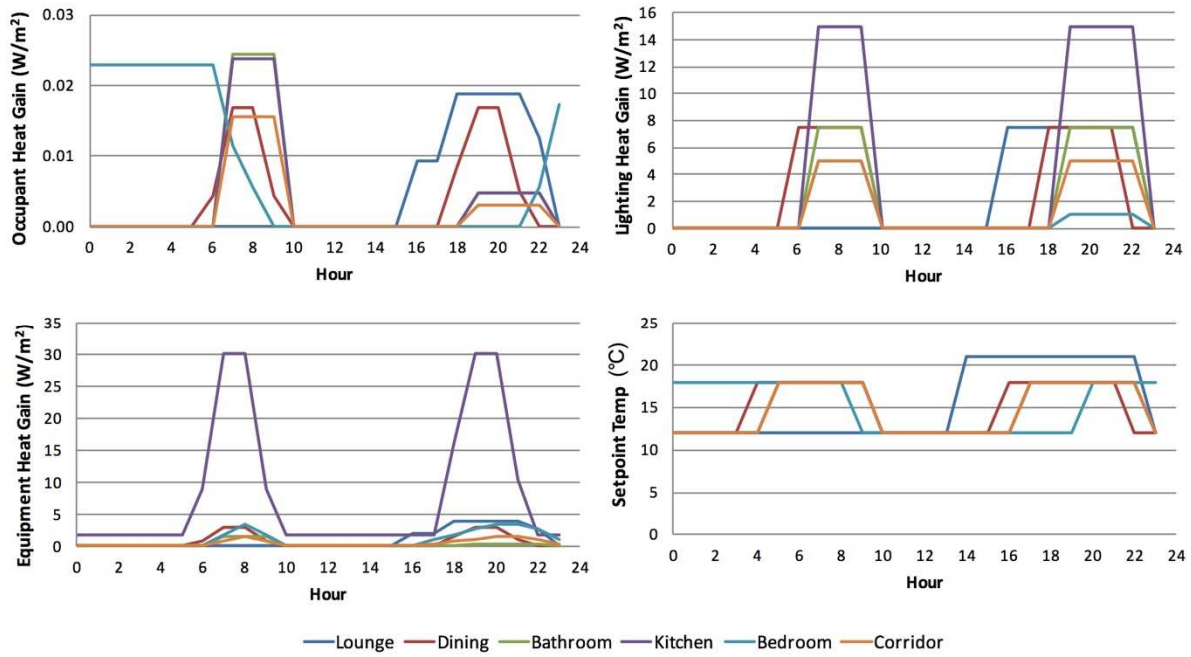 Occupant Heat Gain (W/m²)
0.03
0.02
0.01
0.00
0 2 4 6 8 10 12 14 16 18 20 22 24
Hour
Lighting Heat Gain (W/m²)
16
14
12
10
8
6
4
2
0
0 2 4 6 8 10 12 14 16 18 20 22 24
Hour
Equipment Heat Gain (W/m²)
35
30
25
20
15
10
5
0
0 2 4 6 8 10 12 14 16 18 20 22 24
Hour
Setpoint Temp (℃)
25
20
15
10
5
0
0 2 4 6 8 10 12 14 16 18 20 22 24
Hour
Lounge Dining Bathroom Kitchen Bedroom Corridor